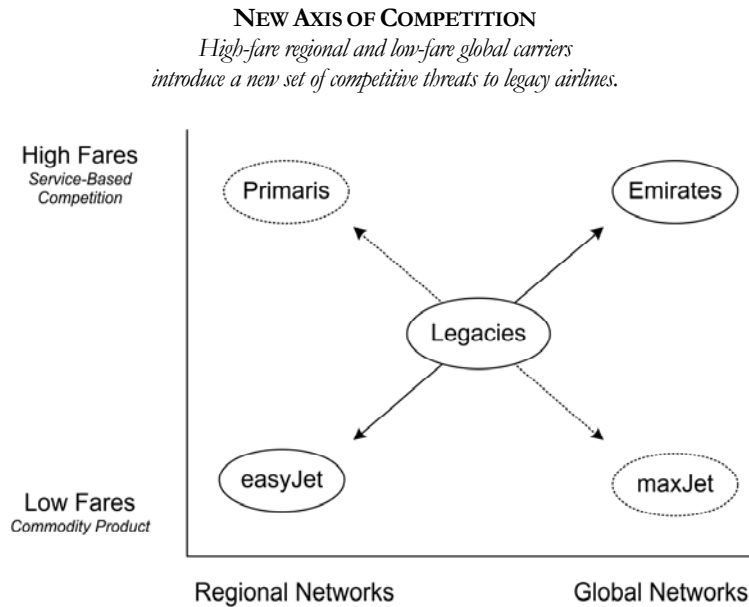 NEW AXIS OF COMPETITION
High-fare regional and low-fare global carriers
introduce a new set of competitive threats to legacy airlines.
High Fares
Service-Based
Competition
Primaris
Emirates
Legacies
easyJet
maxJet
Low Fares
Commodity Product
Regional Networks
Global Networks